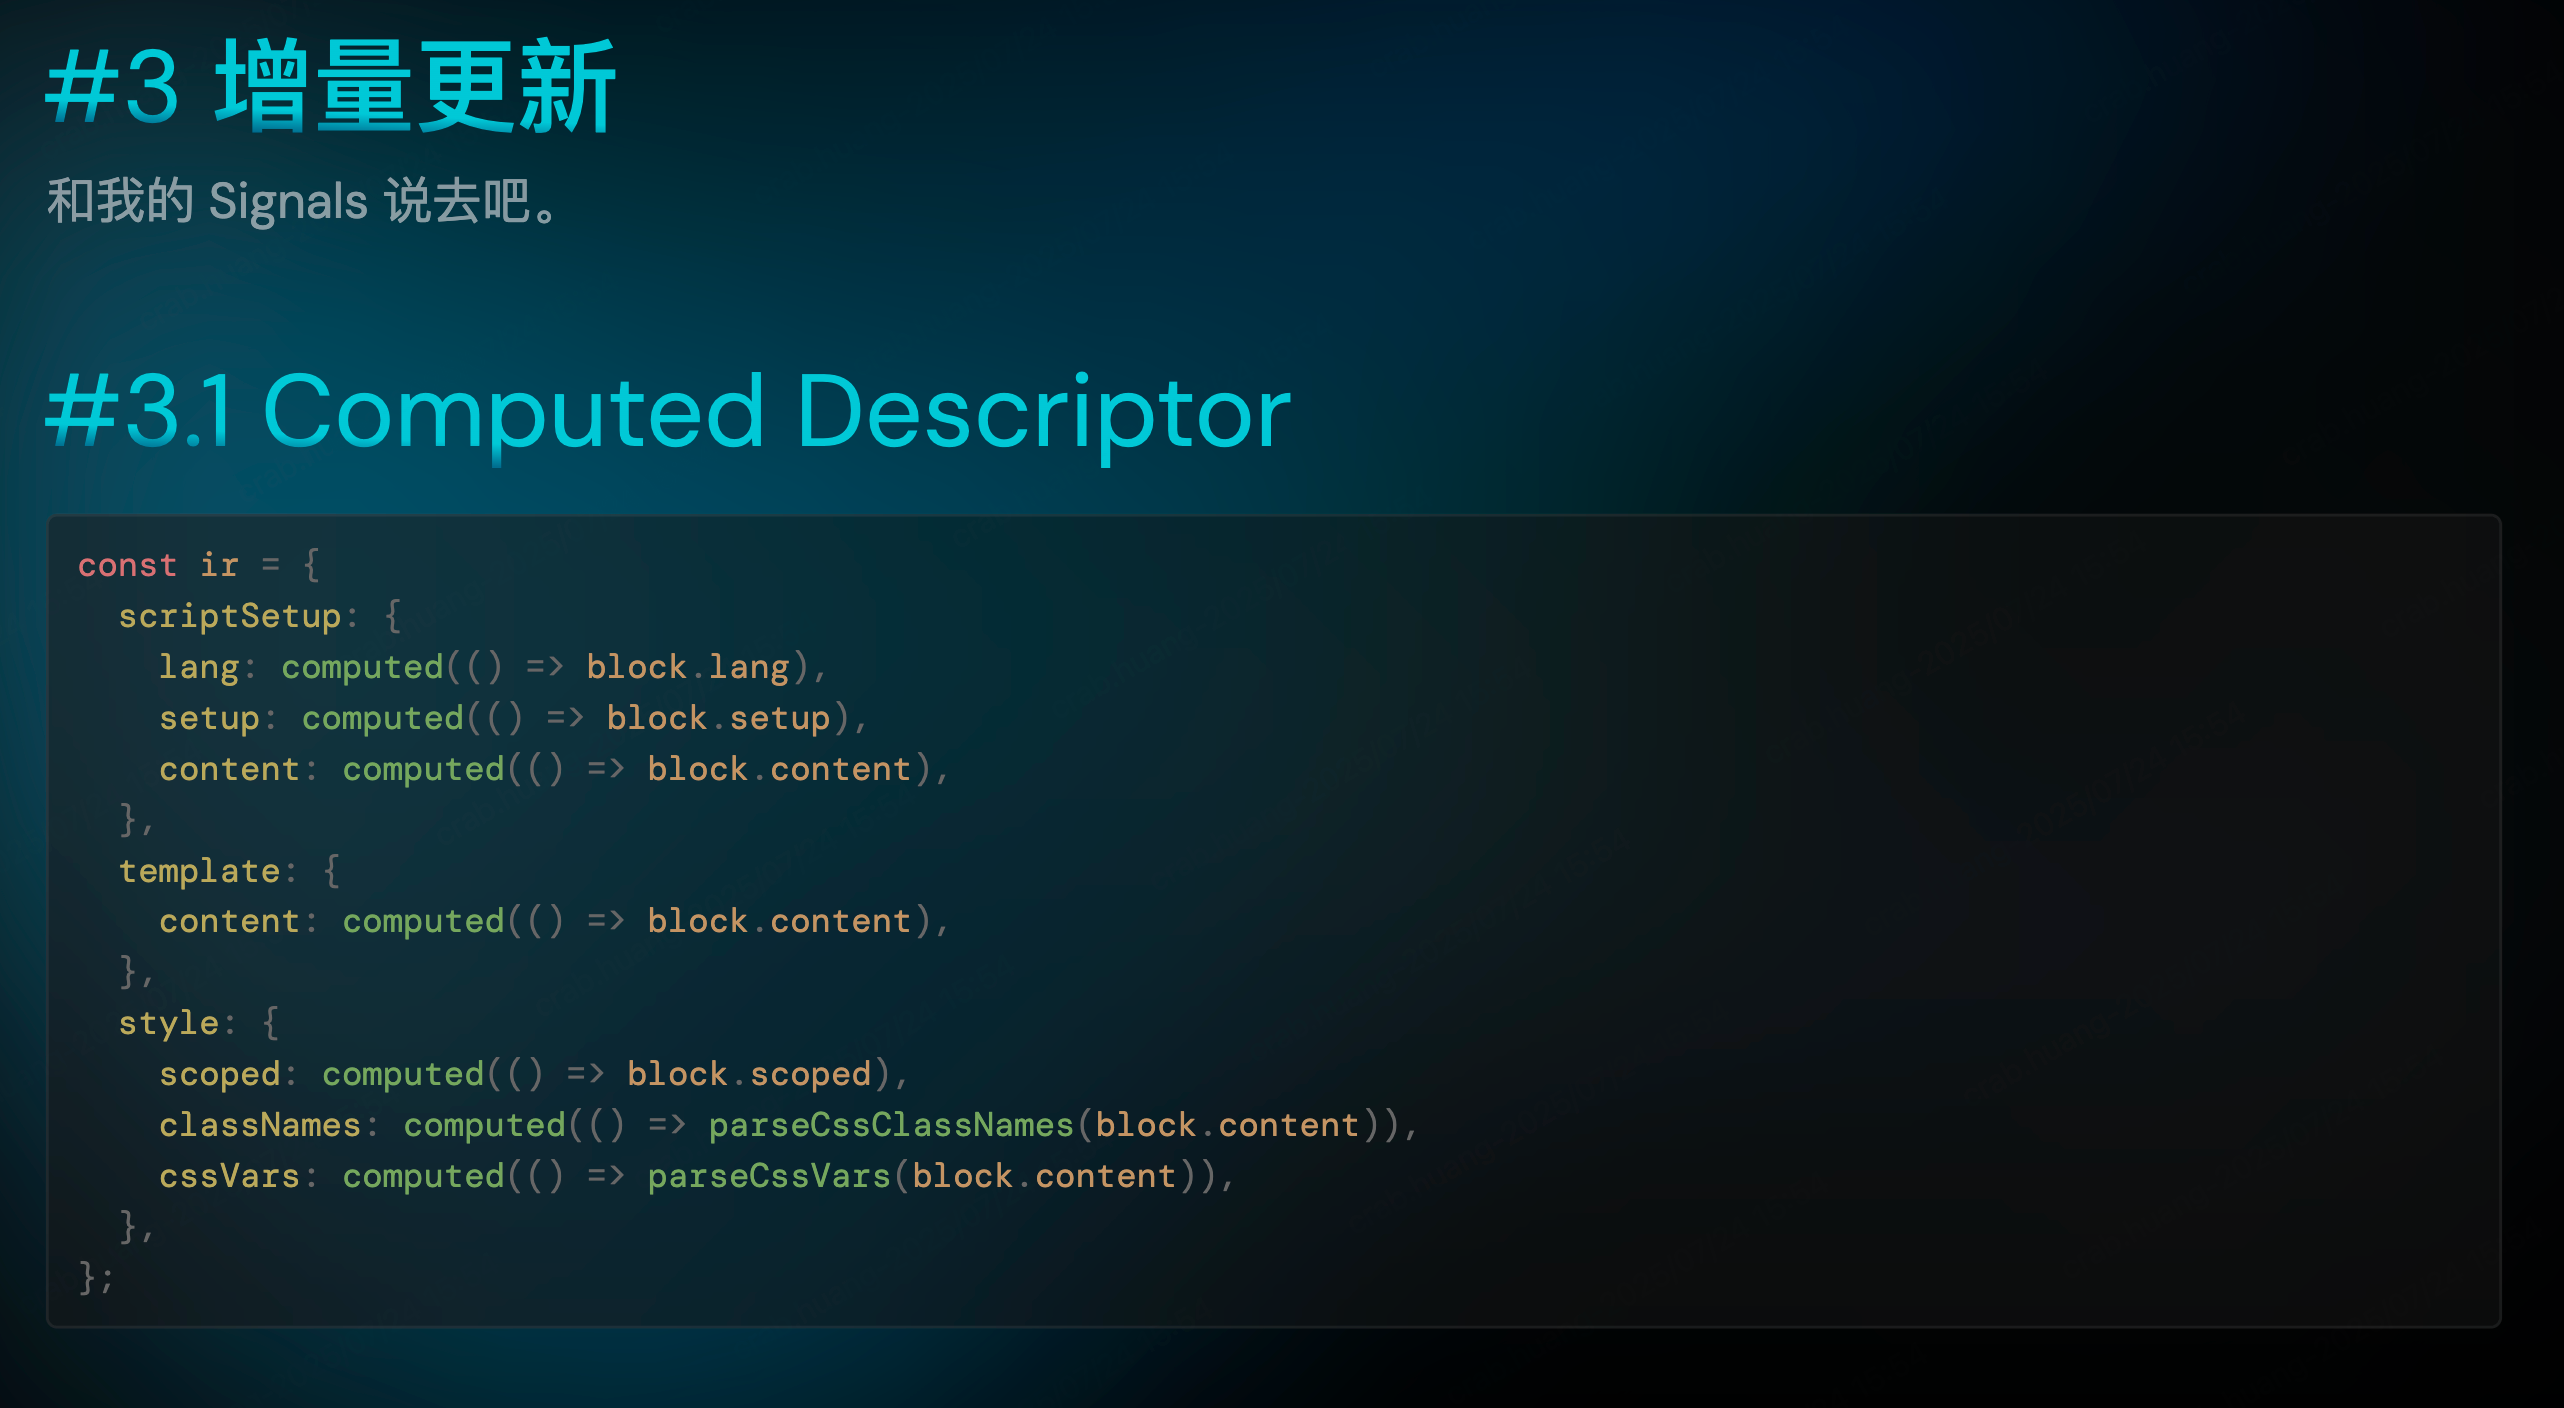 #3 增量更新
和我的 Signals 说去吧。
#3.1 Computed Descriptor
const ir = {
  scriptSetup: {
    lang: computed(() => block.lang),
    setup: computed(() => block.setup),
    content: computed(() => block.content),
  },
  template: {
    content: computed(() => block.content),
  },
  style: {
    scoped: computed(() => block.scoped),
    classNames: computed(() => parseCssClassNames(block.content)),
    cssVars: computed(() => parseCssVars(block.content)),
  },
};